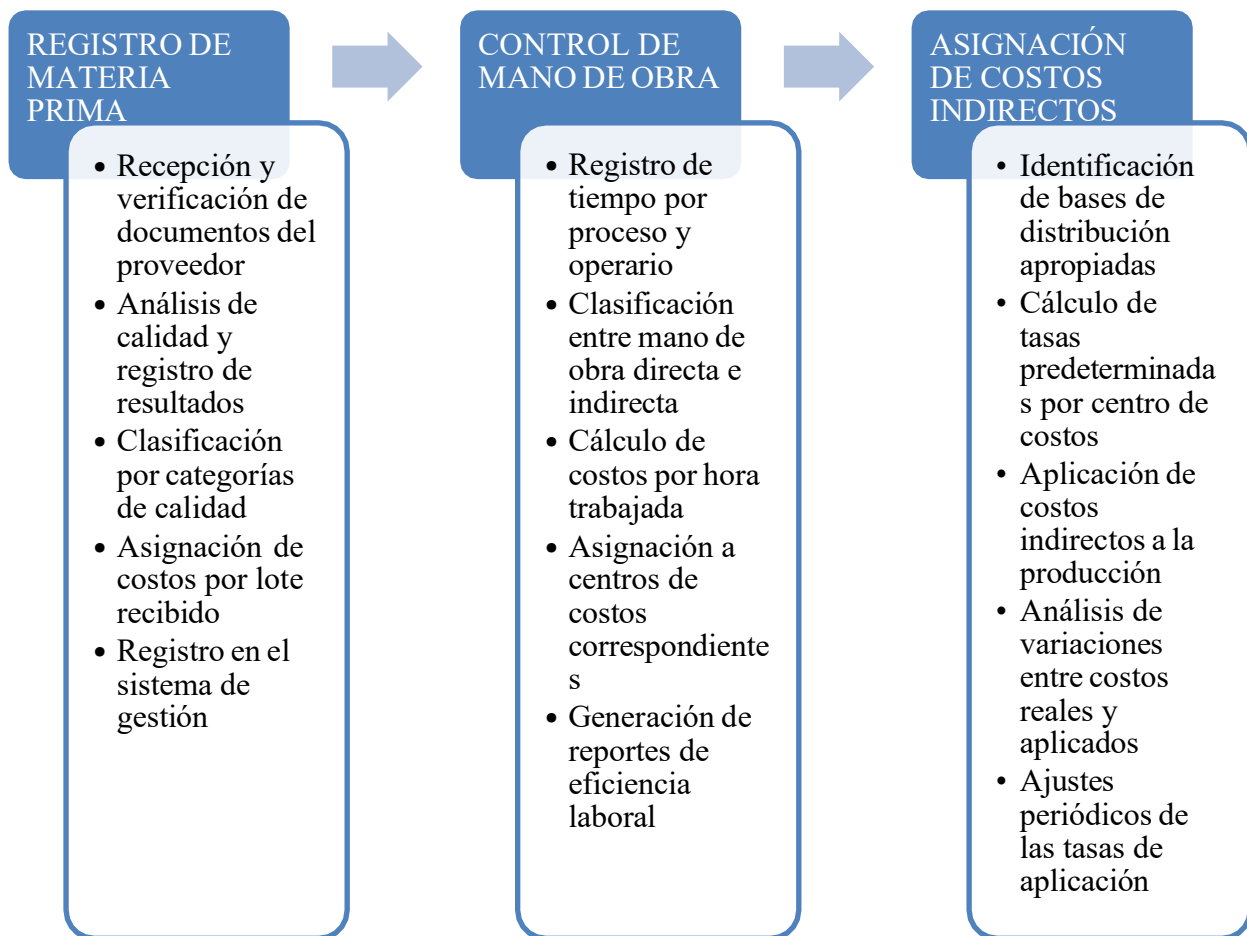 REGISTRO DE
MATERIA
PRIMA
• Recepción y
verificación de
documentos del
proveedor
• Análisis de
calidad y
registro de
resultados
• Clasificación
por categorías
de calidad
• Asignación de
costos por lote
recibido
• Registro en el
sistema de
gestión
CONTROL DE
MANO DE OBRA
• Registro de
tiempo por
proceso y
operario
• Clasificación
entre mano de
obra directa e
indirecta
• Cálculo de
costos por hora
trabajada
• Asignación a
centros de
costos
correspondiente
s
• Generación de
reportes de
eficiencia
laboral
ASIGNACIÓN
DE COSTOS
INDIRECTOS
• Identificación
de bases de
distribución
apropiadas
• Cálculo de
tasas
predeterminada
s por centro de
costos
• Aplicación de
costos
indirectos a la
producción
• Análisis de
variaciones
entre costos
reales y
aplicados
• Ajustes
periódicos de
las tasas de
aplicación